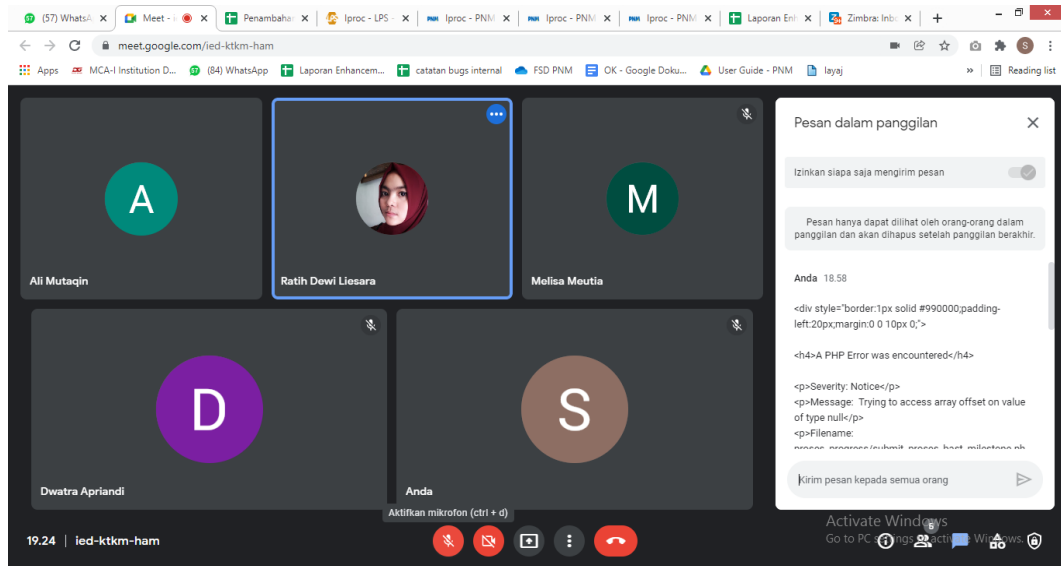 (57) WhatsA
Meet - i
Penambaha
Iproc - LPS -
Iproc - PNM
Iproc - PNM
Iproc - PNM
Laporan Enh
Zimbra: Inbo
meet.google.com/ied-ktkm-ham
S
Apps
MCA-I Institution D...
(84) WhatsApp
Laporan Enhancem...
catatan bugs internal
FSD PNM
OK - Google Doku...
User Guide - PNM
layaj
»
Reading list
A
Ali Mutaqin
Ratih Dewi Liesara
M
Melisa Meutia
D
Dwatra Apriandi
S
Anda
Aktifkan mikrofon (ctrl + d)
19.24 | ied-ktkm-ham
Pesan dalam panggilan
Izinkan siapa saja mengirim pesan
Pesan hanya dapat dilihat oleh orang-orang dalam
panggilan dan akan dihapus setelah panggilan berakhir.
Anda 18.58
<div style="border:1px solid #990000;padding-
left:20px;margin:0 0 10px 0;">
<h4>A PHP Error was encountered</h4>
<p>Severity: Notice</p>
<p>Message: Trying to access array offset on value
of type null</p>
<p>Filename:
proses_progress/submit_proses_bast_milestone.ph
Kirim pesan kepada semua orang
Activate Windows
Go to PC settings to activate Windows.
5